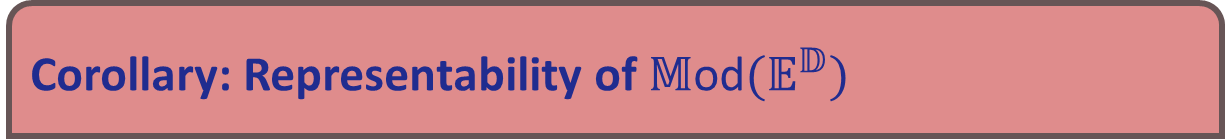 Corollary: Representability of 𝕄od(𝔼^𝔻)